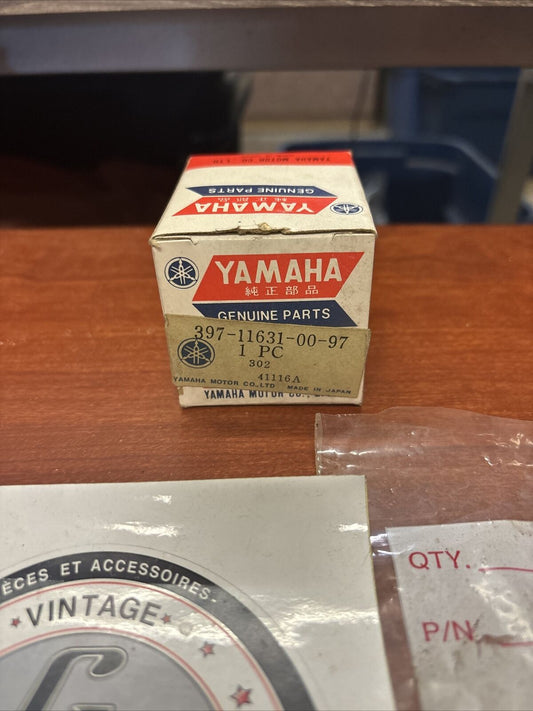 YAMAHA MOTOR CO., LTD.
GENUINE PARTS
純正部品
YAMAHA
YAMAHA
純正部品
GENUINE PARTS
397-11631-00-97
1 PC
302
41116A
YAMAHA MOTOR CO.,LTD MADE IN JAPAN
YAMAHA MOTOR CO.,
ÈCES ET ACCESSOIRES
VINTAGE
QTY.
P/N